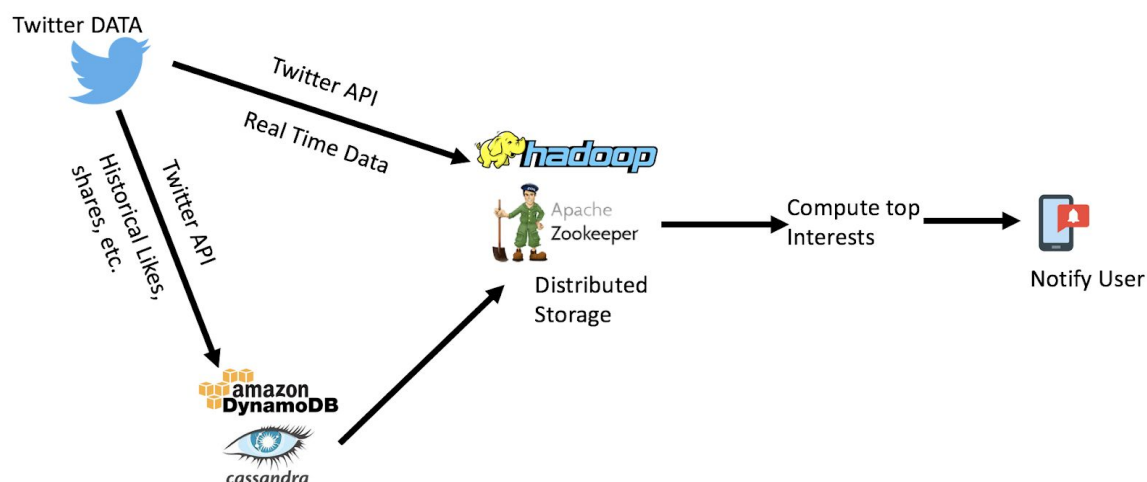 Twitter DATA
Twitter API
Real Time Data
Twitter API
Historical Likes,
shares, etc.
hadoop
Apache
Zookeeper
Distributed
Storage
Compute top
Interests
Notify User
amazon
DynamoDB
cassandra